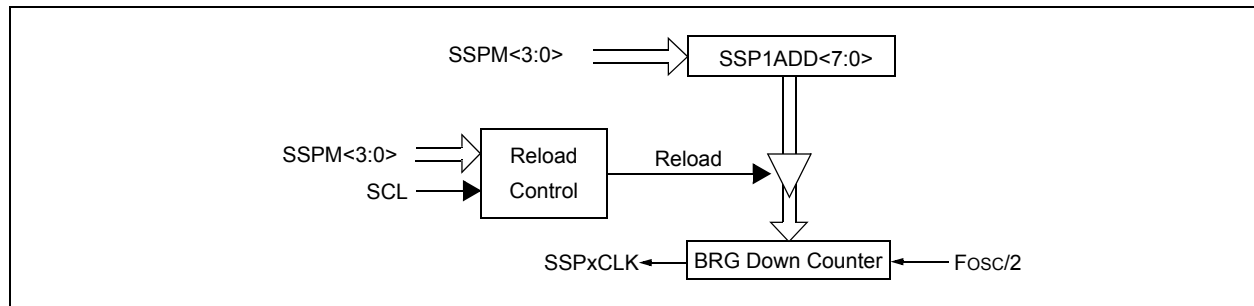 SSPM<3:0>
SSP1ADD<7:0>
SSPM<3:0>
SCL
Reload
Control
Reload
SSPxCLK
BRG Down Counter
FOSC/2